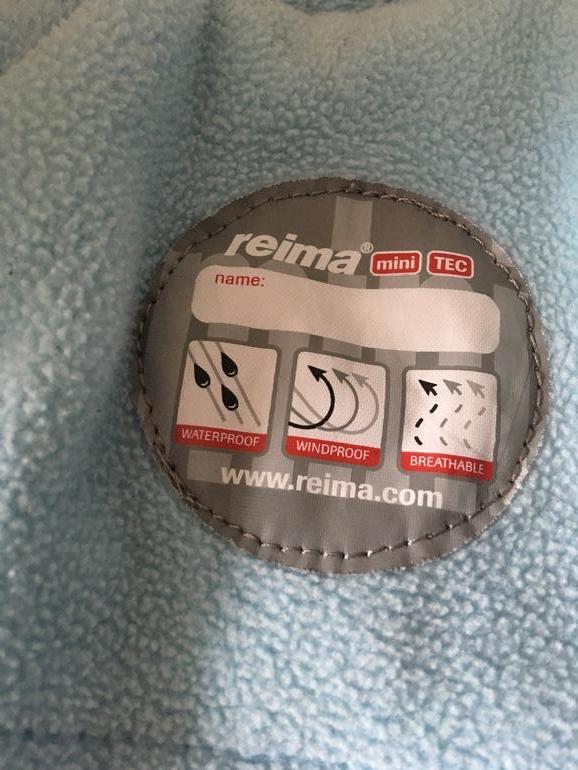 reima® mini TEC
name:
WATERPROOF WINDPROOF BREATHABLE
www.reima.com